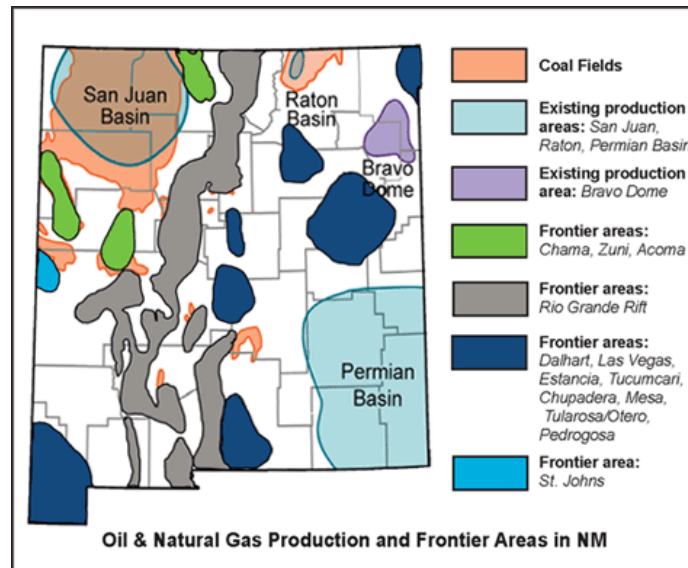 San Juan
Basin
Raton
Basin
Bravo
Dome
Permian
Basin
Coal Fields
Existing production
areas: San Juan,
Raton, Permian Basin
Existing production
area: Bravo Dome
Frontier areas:
Chama, Zuni, Acoma
Frontier areas:
Rio Grande Rift
Frontier areas:
Dalhart, Las Vegas,
Estancia, Tucumcari,
Chupadera, Mesa,
Tularosa/Otero,
Pedrogosa
Frontier area:
St. Johns
Oil & Natural Gas Production and Frontier Areas in NM